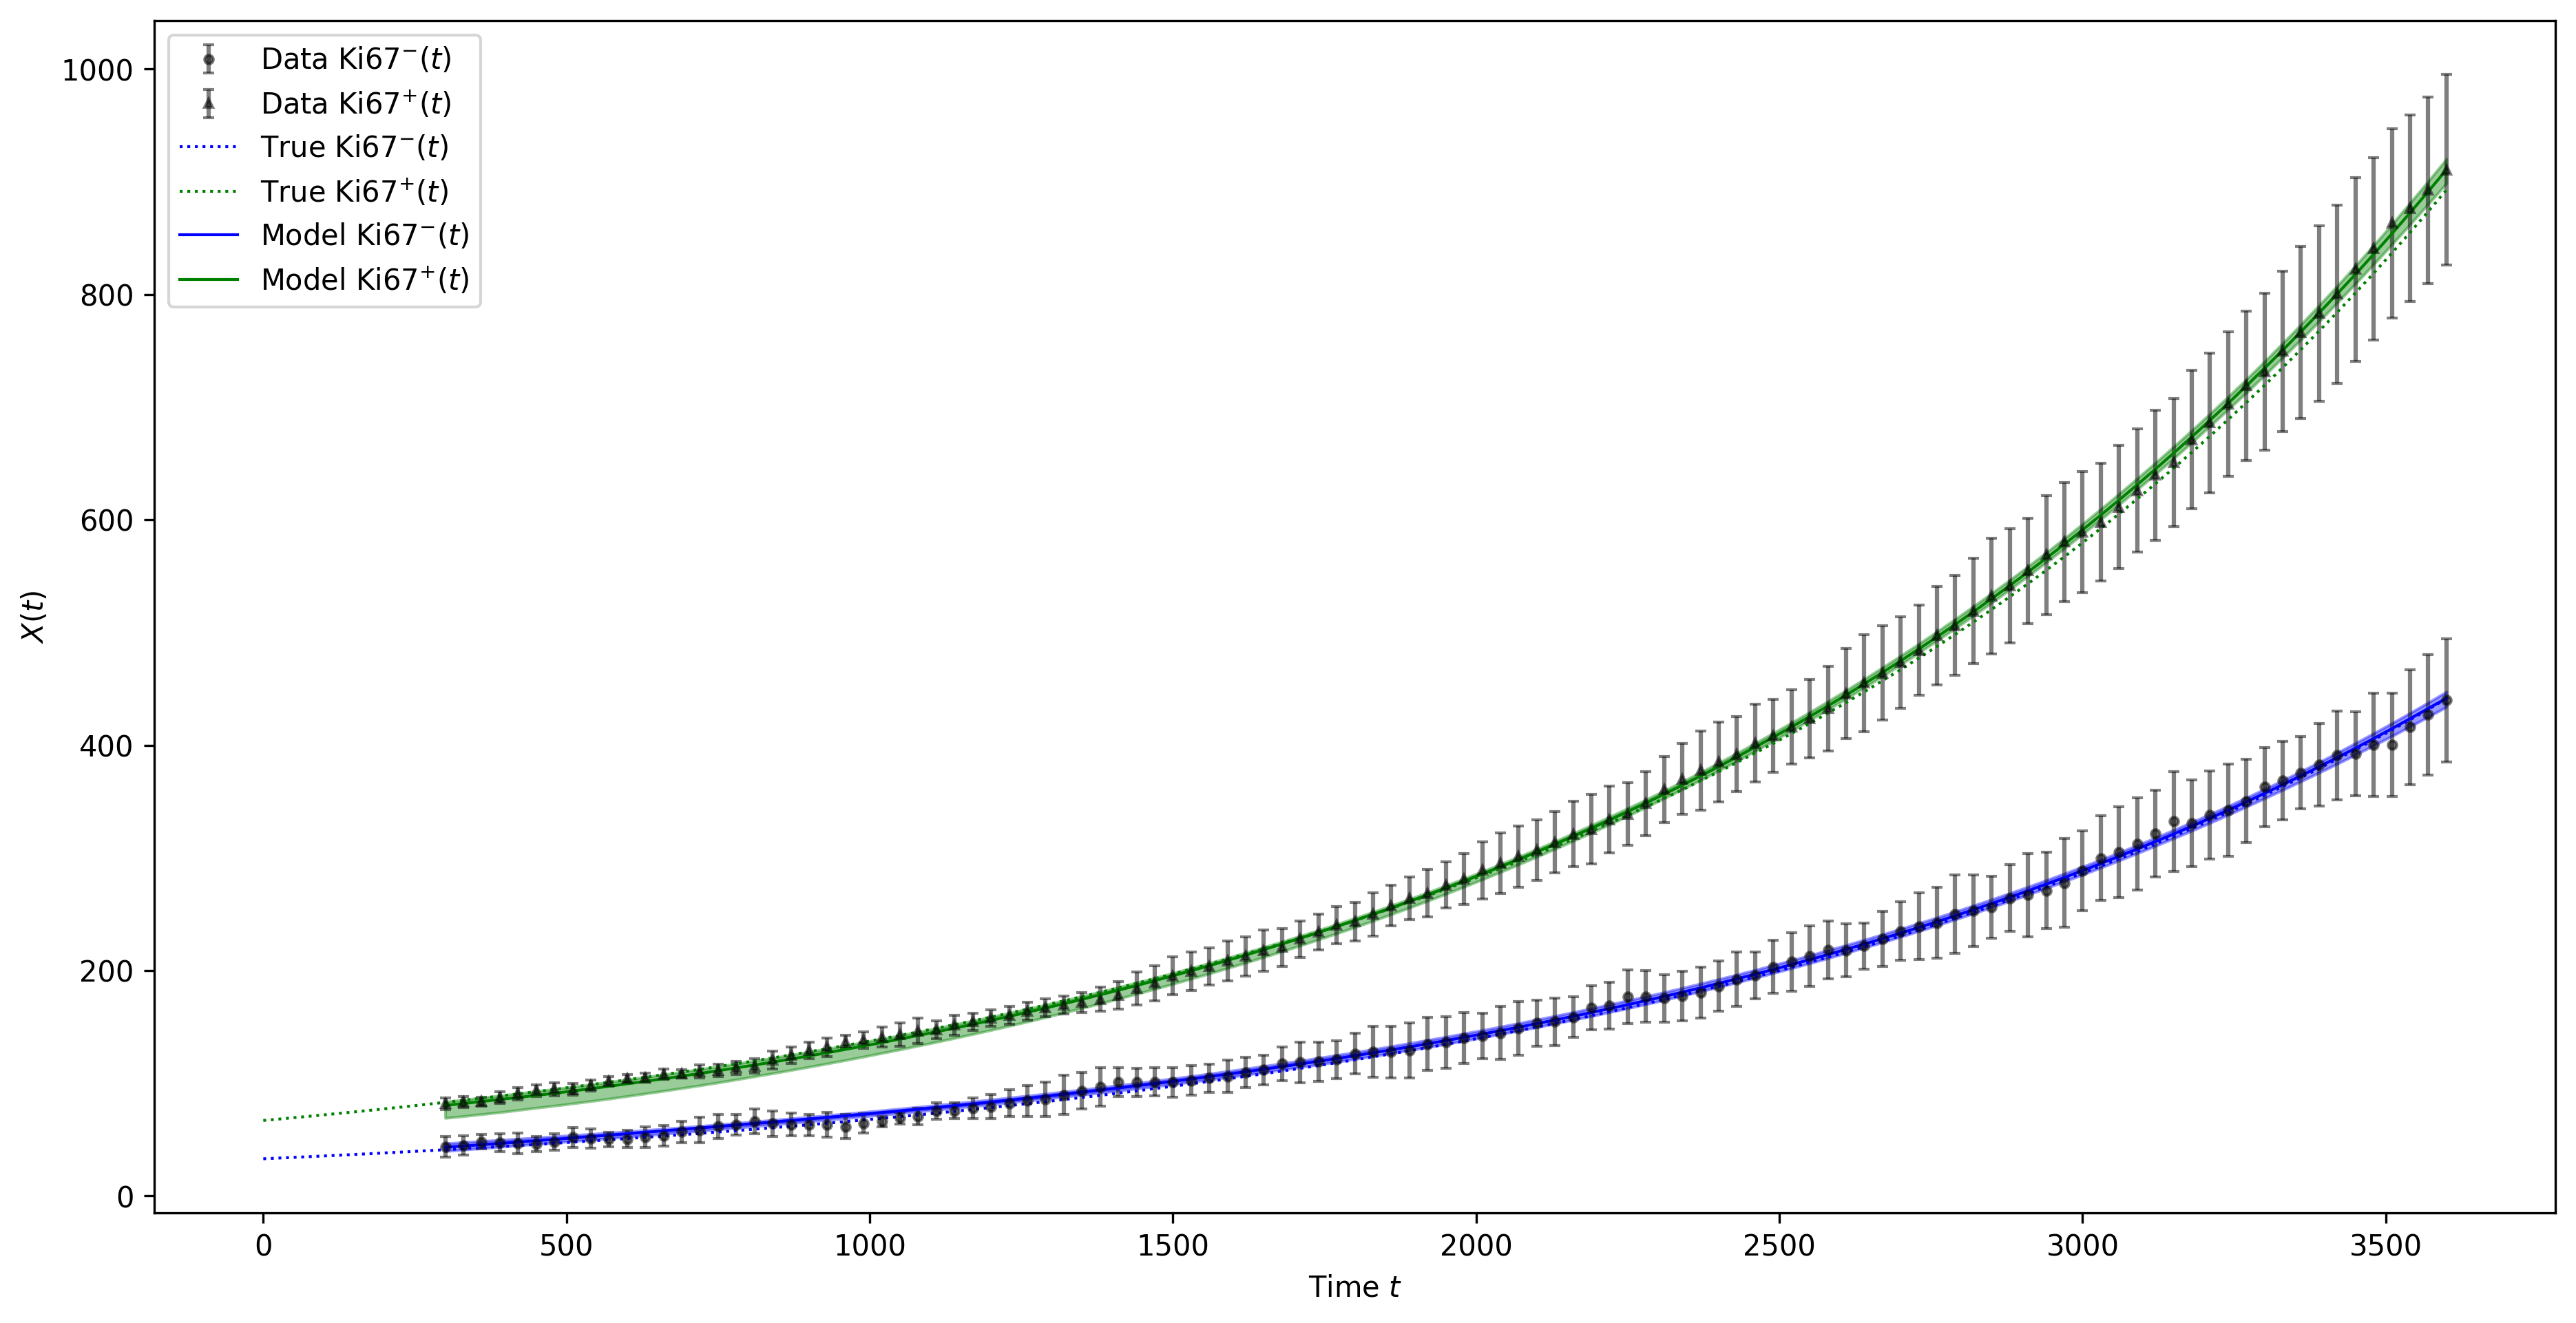 Data Ki67⁻(t)
Data Ki67⁺(t)
True Ki67⁻(t)
True Ki67⁺(t)
Model Ki67⁻(t)
Model Ki67⁺(t)
1000
800
600
400
200
0
X(t)
0 500 1000 1500 2000 2500 3000 3500
Time t